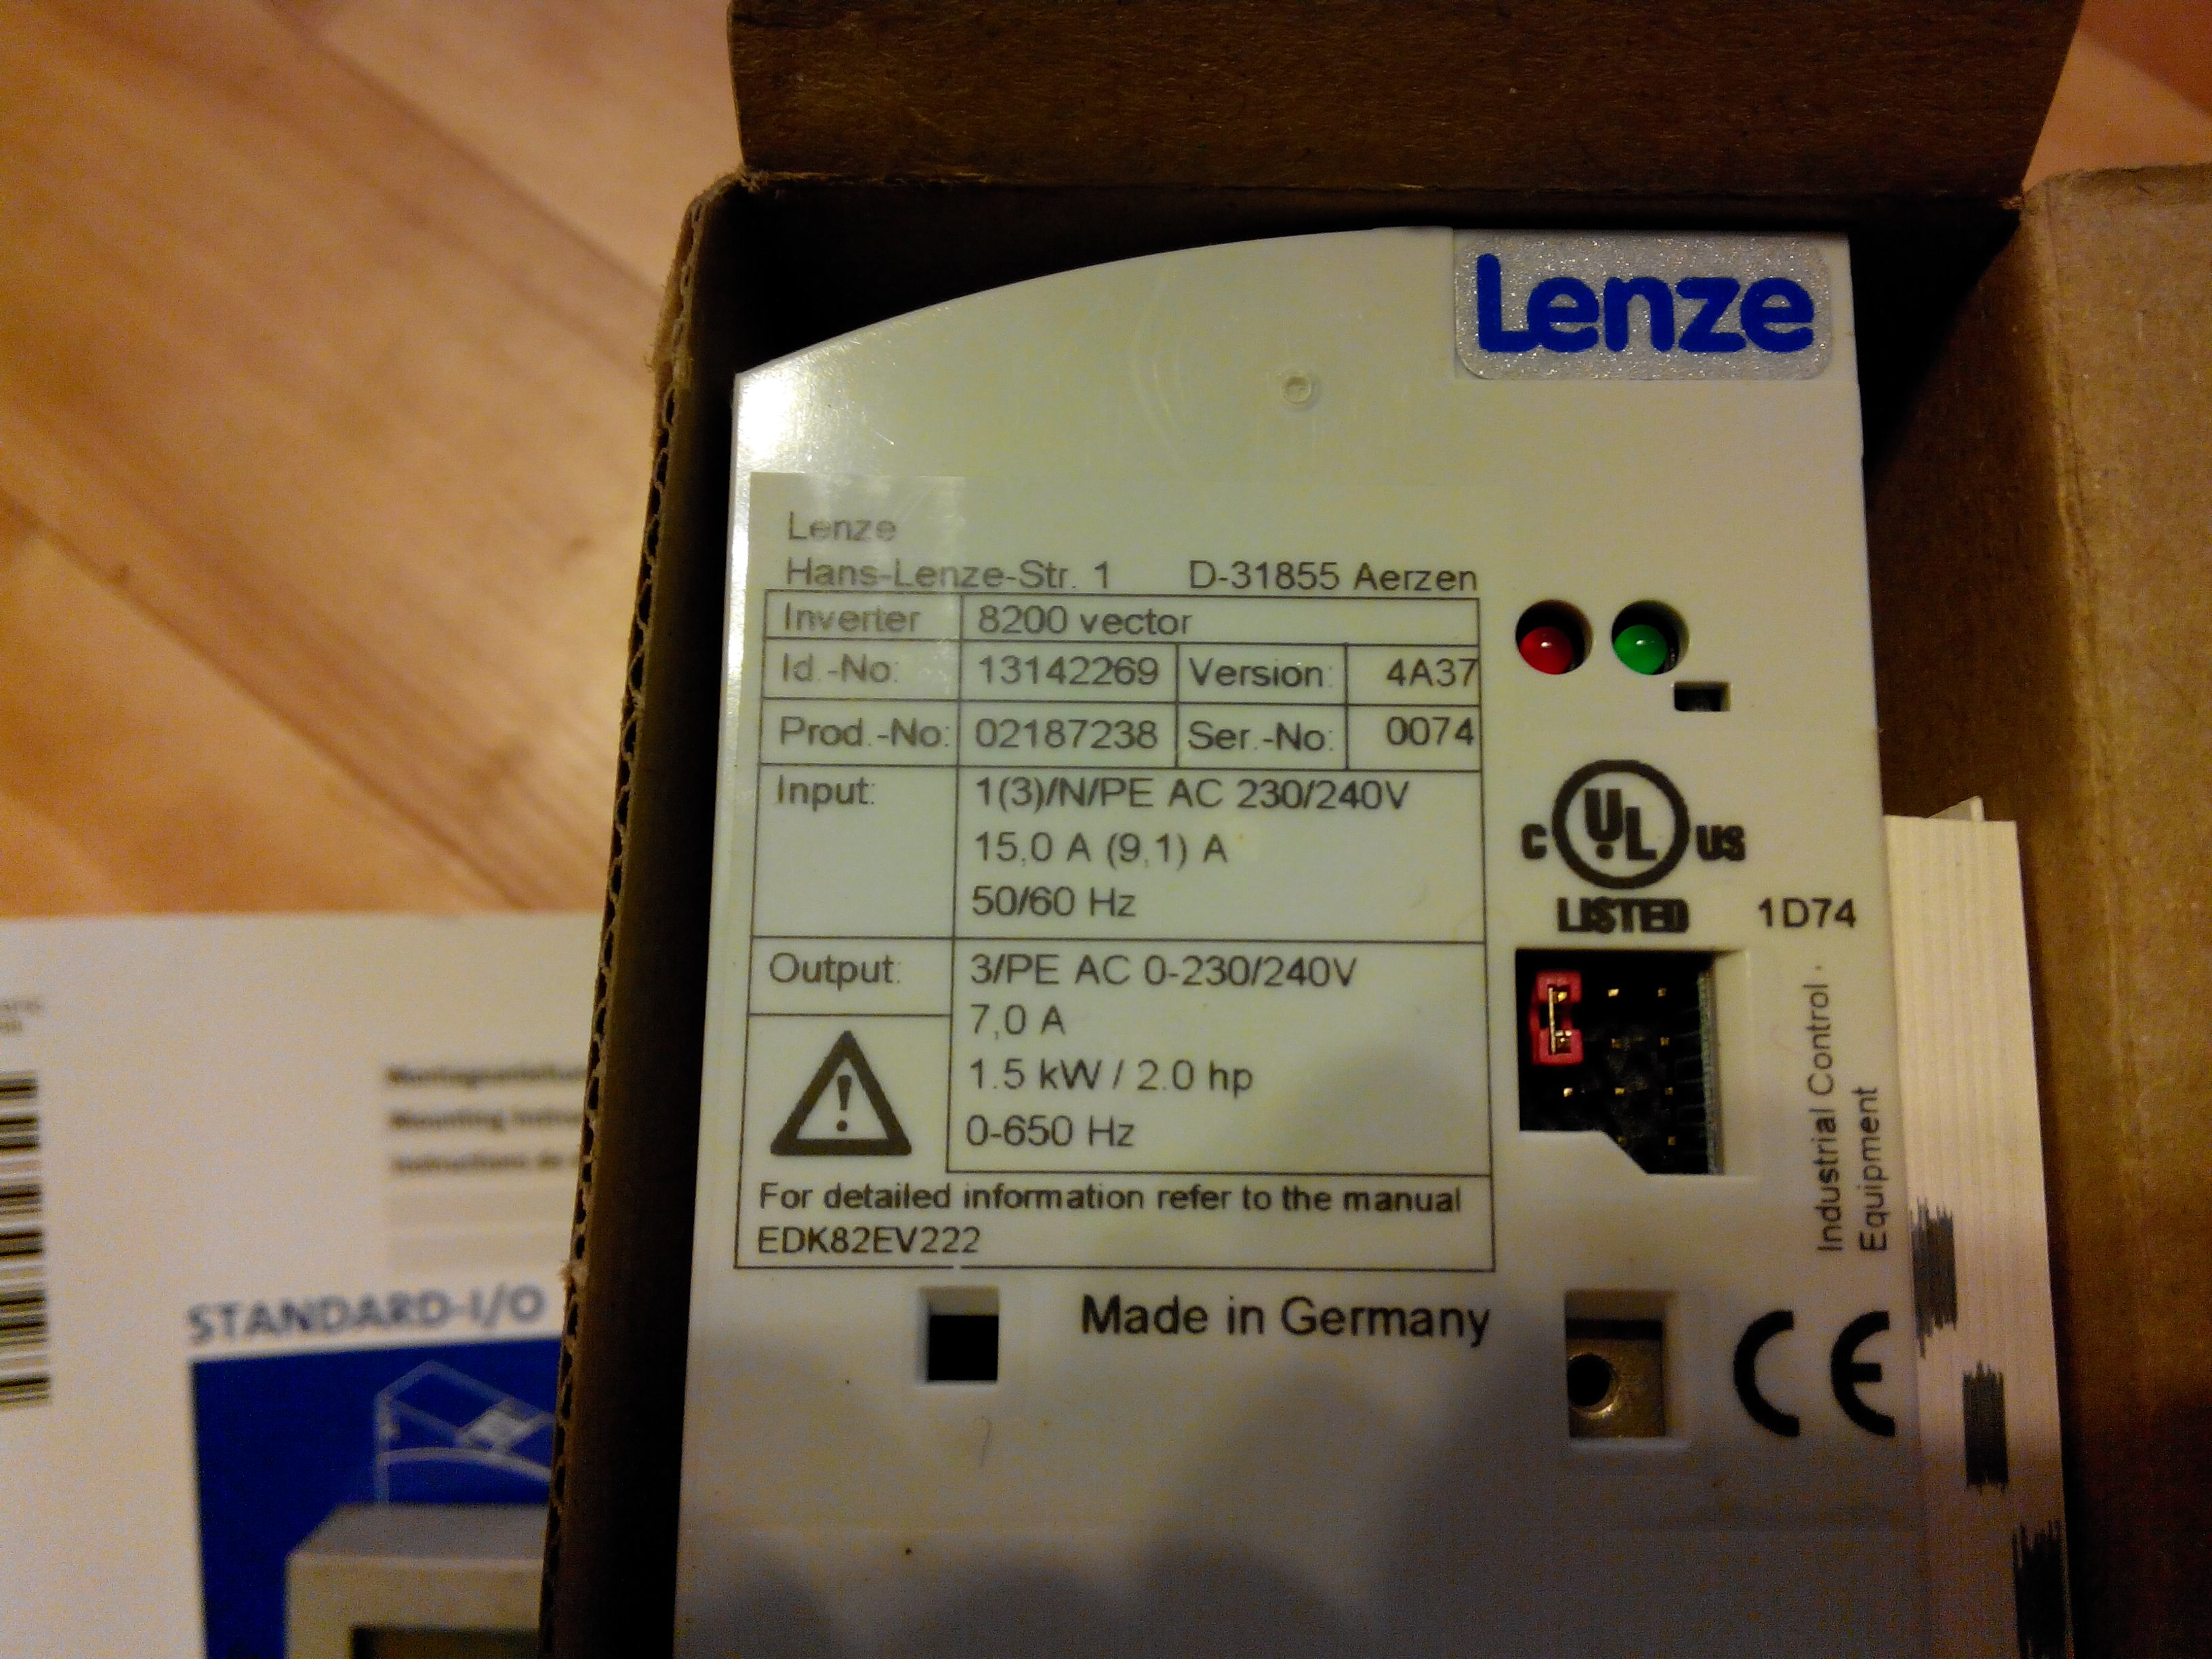 Lenze
Lenze
Hans-Lenze-Str. 1 D-31855 Aerzen
Inverter 8200 vector
Id.-No: 13142269 Version: 4A37
Prod.-No: 02187238 Ser.-No: 0074
Input: 1(3)/N/PE AC 230/240V
15,0 A (9,1) A
50/60 Hz
Output: 3/PE AC 0-230/240V
7,0 A
1.5 kW / 2.0 hp
0-650 Hz
For detailed information refer to the manual
EDK82EV222
Made in Germany
C UL US
LISTED 1D74
Industrial Control
Equipment
CE
Mounting
STANDARD-I/O